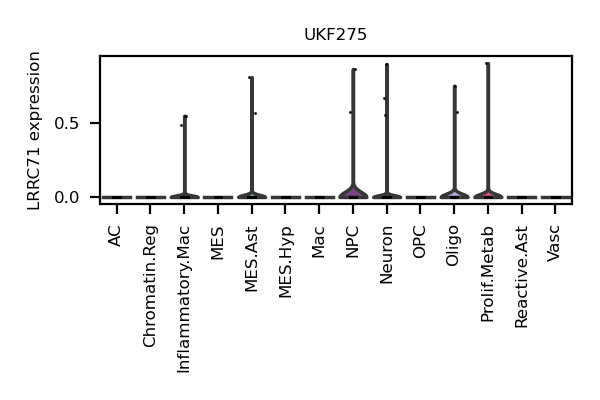 UKF275
LRRC71 expression
0.5
0.0
AC
Chromatin.Reg
Inflammatory.Mac
MES
MES.Ast
MES.Hyp
Mac
NPC
Neuron
OPC
Oligo
Prolif.Metab
Reactive.Ast
Vasc